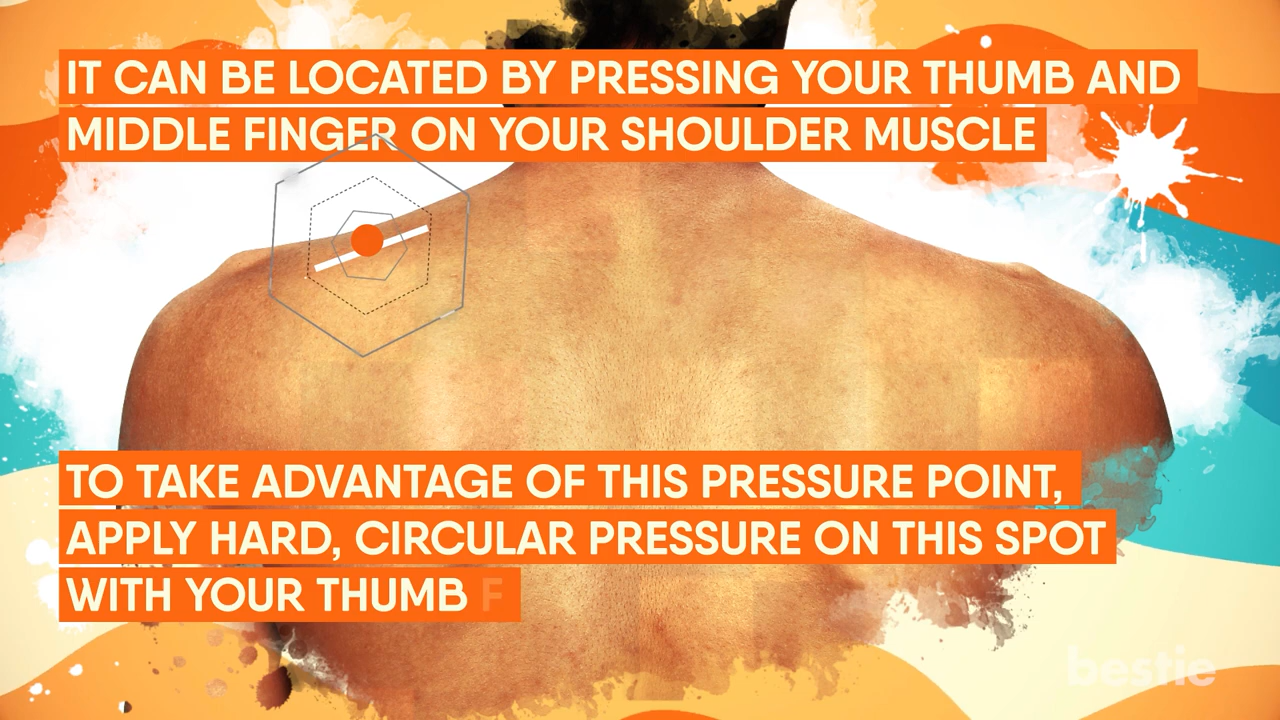 IT CAN BE LOCATED BY PRESSING YOUR THUMB AND
MIDDLE FINGER ON YOUR SHOULDER MUSCLE
TO TAKE ADVANTAGE OF THIS PRESSURE POINT,
APPLY HARD, CIRCULAR PRESSURE ON THIS SPOT
WITH YOUR THUMB F
bestie